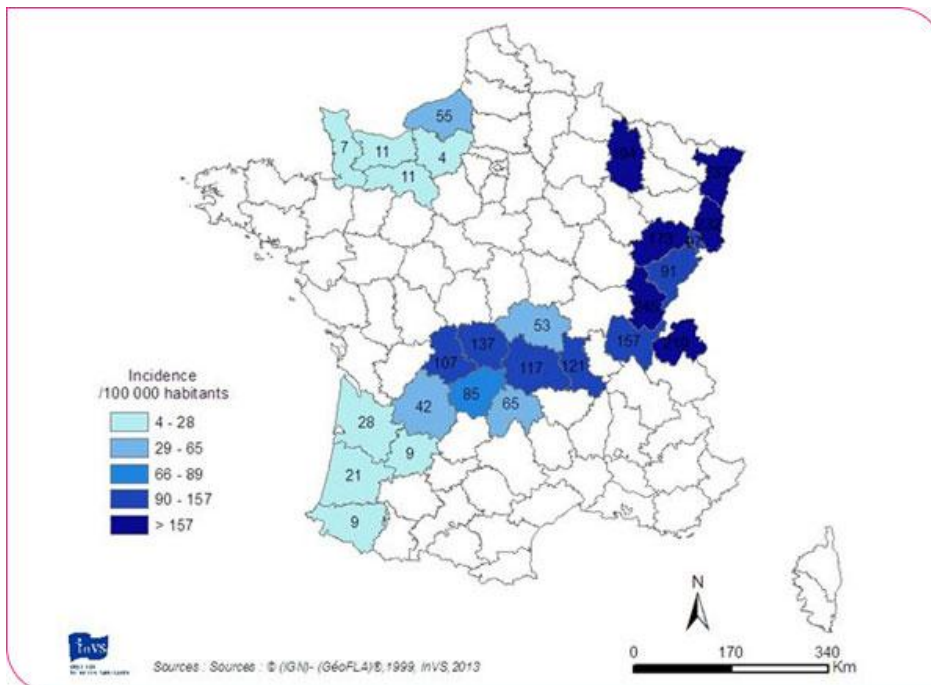 55
7
11
4
11
173
91
53
137
157
107
117
121
85
65
42
28
9
21
9
Incidence
/100 000 habitants
4 - 28
29 - 65
66 - 89
90 - 157
> 157
N
InVS
Sources : Sources : © (IGN)- (GéoFLA)®, 1999, InVS, 2013
0 170 340
Km